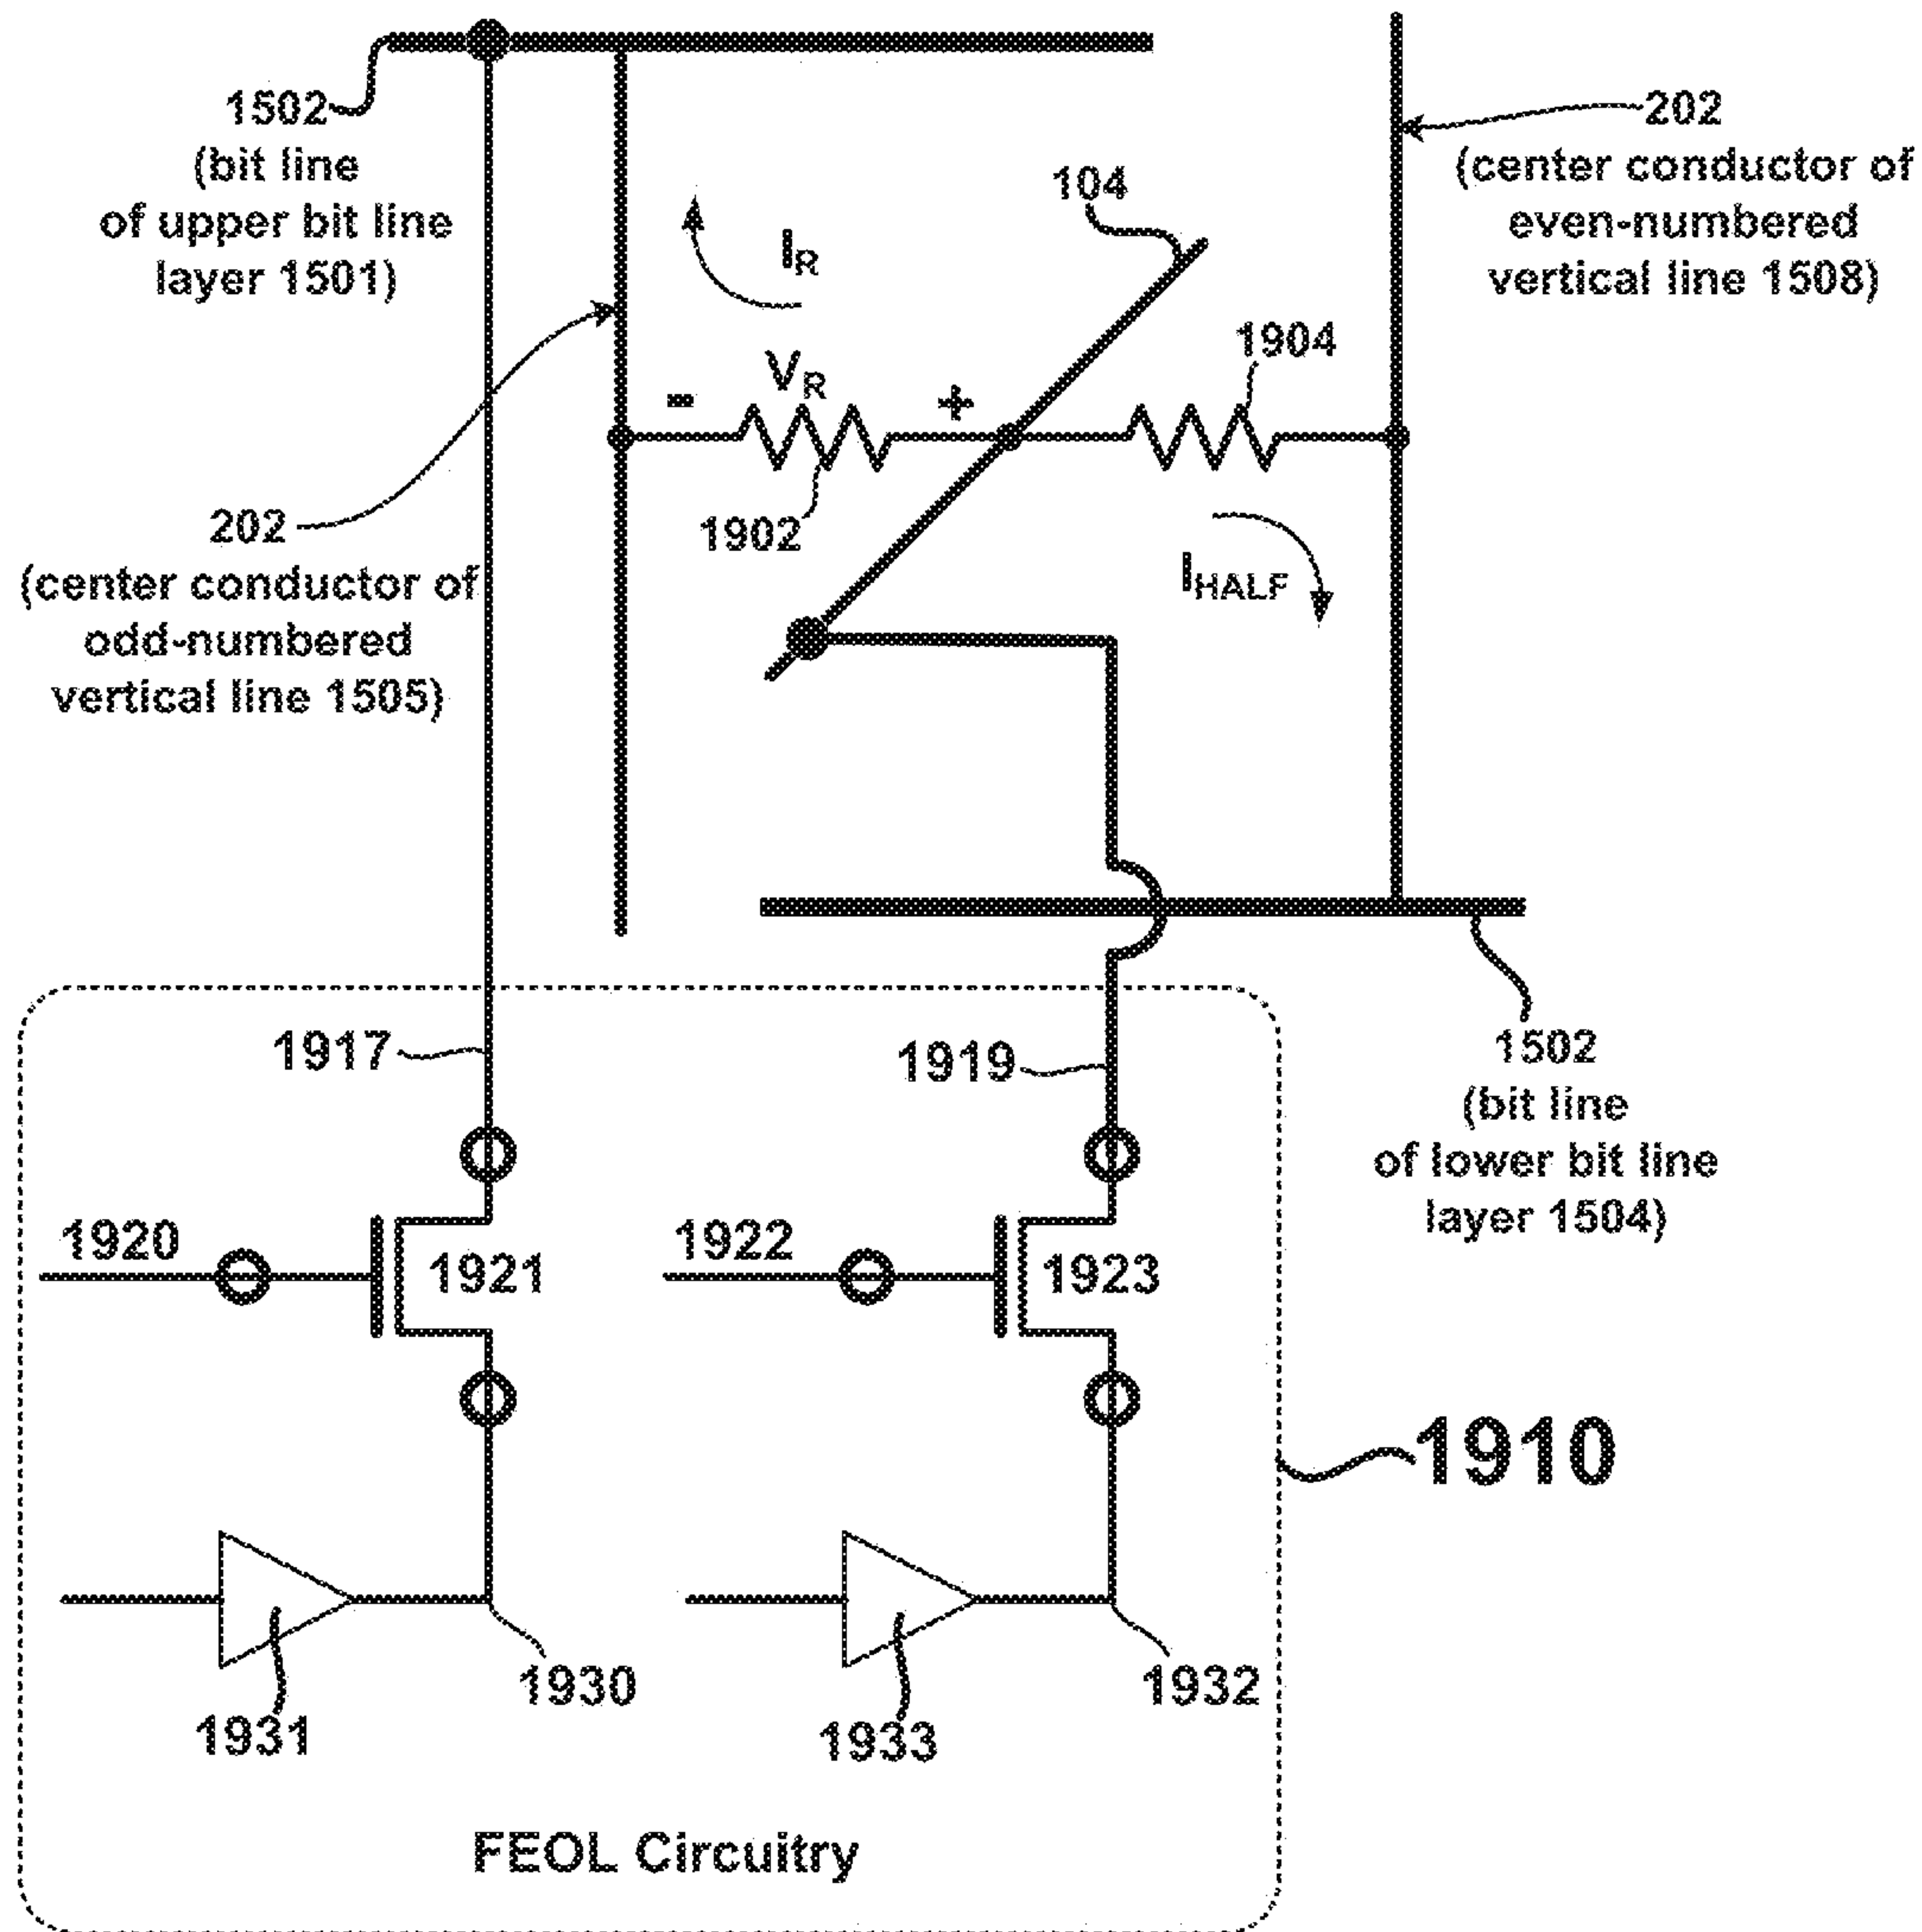 1502
(bit line
of upper bit line
layer 1501)
202
(center conductor of
even-numbered
vertical line 1508)
104
IR
1904
VR
-
+
1902
202
(center conductor of
odd-numbered
vertical line 1505)
IHALF
1917
1919
1502
(bit line
of lower bit line
layer 1504)
1920
1921
1922
1923
1910
1930
1932
1931
1933
FEOL Circuitry